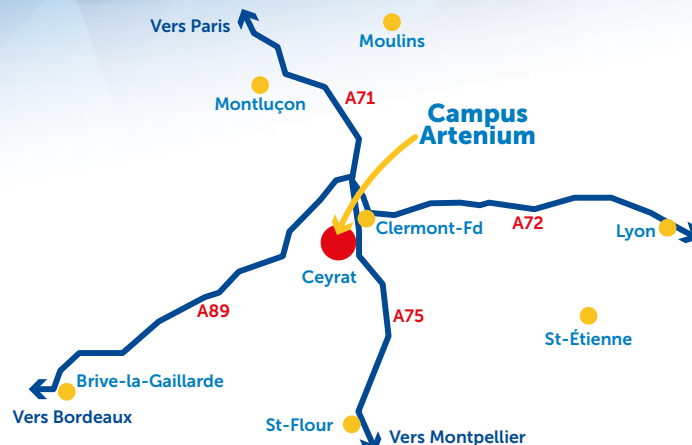 Vers Paris
Moulins
Montluçon
A71
Campus
Artenium
Clermont-Fd
A72
Lyon
Ceyrat
A89
A75
St-Étienne
Brive-la-Gaillarde
Vers Bordeaux
St-Flour
Vers Montpellier